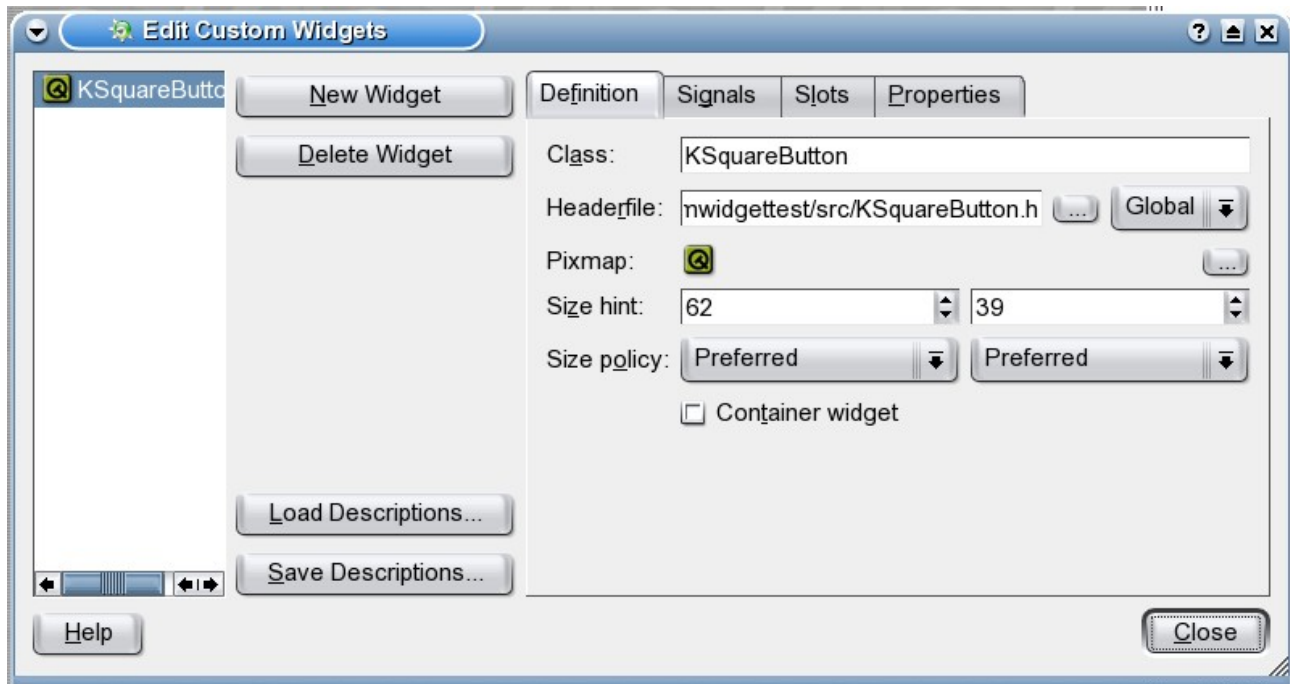 Edit Custom Widgets
KSquareButto
New Widget
Delete Widget
Load Descriptions...
Save Descriptions...
Definition
Signals
Slots
Properties
Class:
KSquareButton
Headerfile:
mwidgettest/src/KSquareButton.h
...
Global
Pixmap:
...
Size hint:
62
39
Size policy:
Preferred
Preferred
Container widget
Help
Close